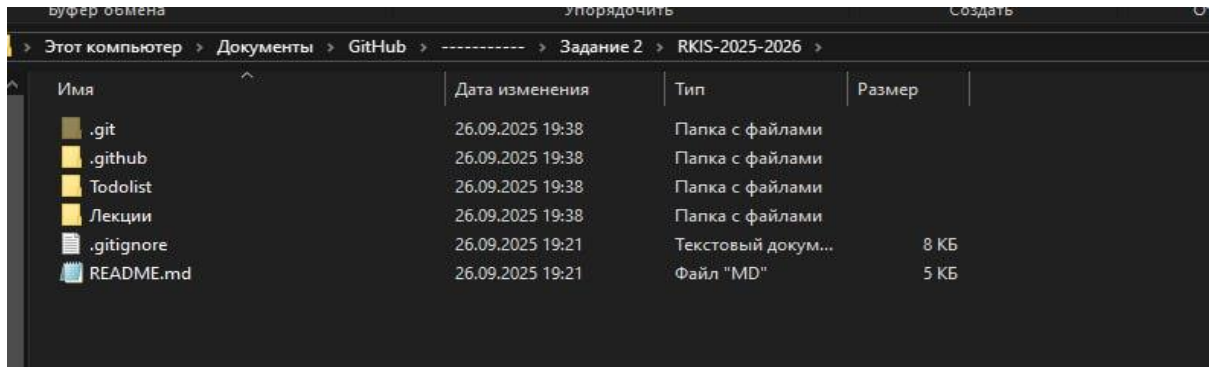 Буфер обмена Упорядочить Создать
Этот компьютер > Документы > GitHub > ----------- > Задание 2 > RKIS-2025-2026 >
Имя Дата изменения Тип Размер
.git 26.09.2025 19:38 Папка с файлами
.github 26.09.2025 19:38 Папка с файлами
Todolist 26.09.2025 19:38 Папка с файлами
Лекции 26.09.2025 19:38 Папка с файлами
.gitignore 26.09.2025 19:21 Текстовый докум... 8 КБ
README.md 26.09.2025 19:21 Файл "MD" 5 КБ